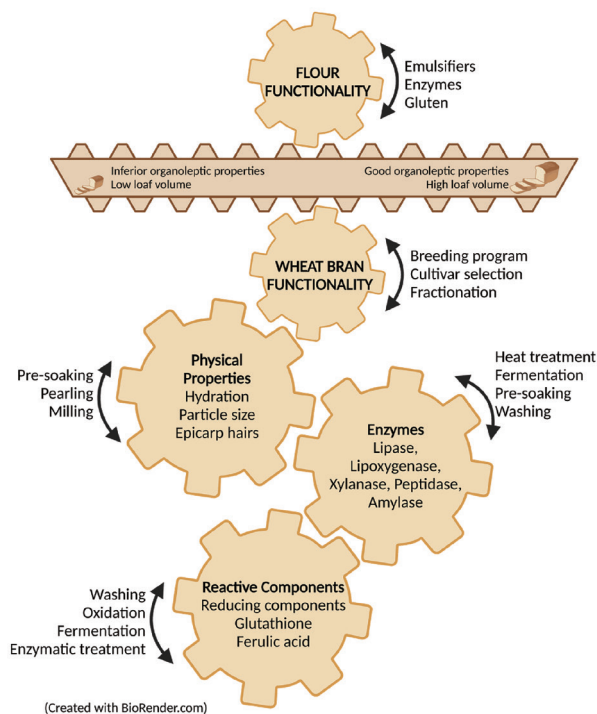 FLOUR
FUNCTIONALITY
Emulsifiers
Enzymes
Gluten
Inferior organoleptic properties
Low loaf volume
Good organoleptic properties
High loaf volume
WHEAT BRAN
FUNCTIONALITY
Breeding program
Cultivar selection
Fractionation
Pre-soaking
Pearling
Milling
Physical
Properties
Hydration
Particle size
Epicarp hairs
Heat treatment
Fermentation
Pre-soaking
Washing
Enzymes
Lipase,
Lipoxygenase,
Xylanase, Peptidase,
Amylase
Washing
Oxidation
Fermentation
Enzymatic treatment
Reactive Components
Reducing components
Glutathione
Ferulic acid
(Created with BioRender.com)